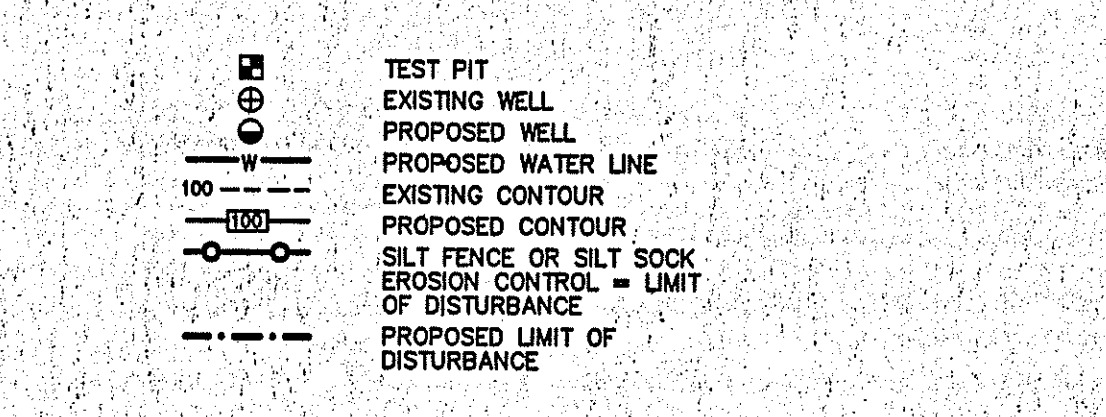 TEST PIT
EXISTING WELL
PROPOSED WELL
W PROPOSED WATER LINE
100 EXISTING CONTOUR
100 PROPOSED CONTOUR
SILT FENCE OR SILT SOCK
EROSION CONTROL = LIMIT
OF DISTURBANCE
PROPOSED LIMIT OF
DISTURBANCE